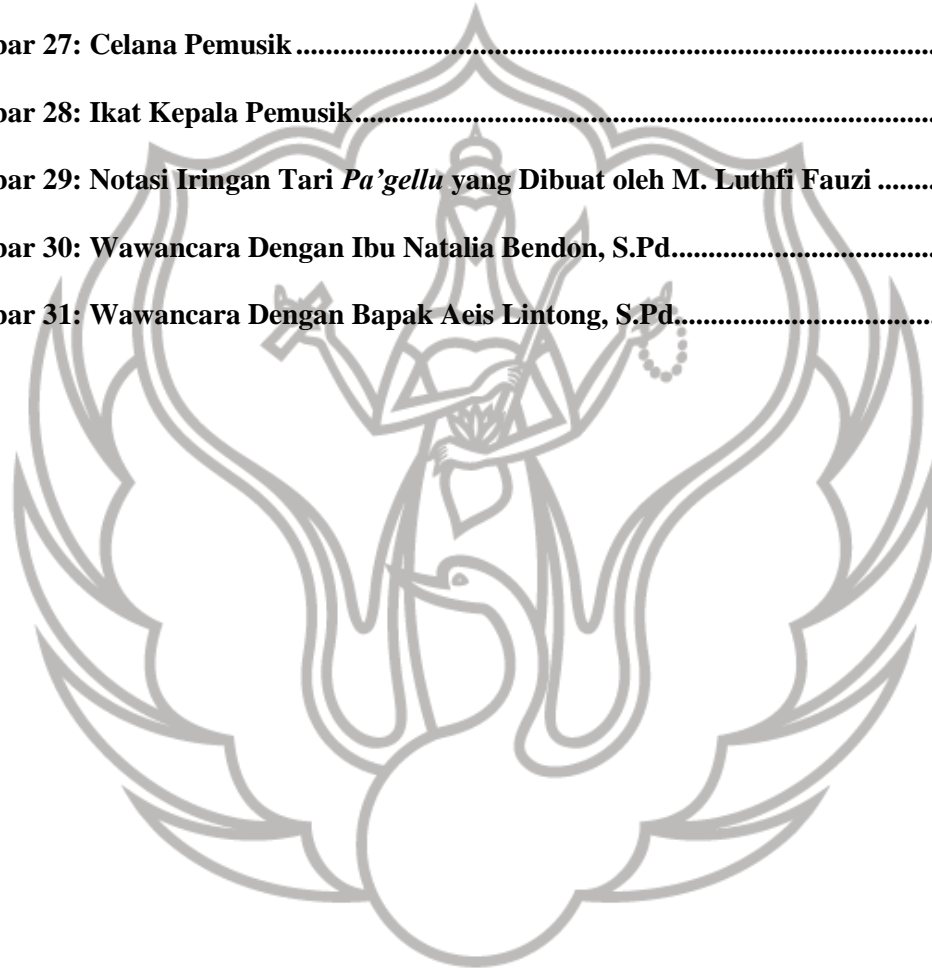 bar 27: Celana Pemusik ......................................................................................
bar 28: Ikat Kepala Pemusik..............................................................................
bar 29: Notasi Iringan Tari Pa’gellu yang Dibuat oleh M. Luthfi Fauzi ........
bar 30: Wawancara Dengan Ibu Natalia Bendon, S.Pd...................................
bar 31: Wawancara Dengan Bapak Aeis Lintong, S.Pd...................................